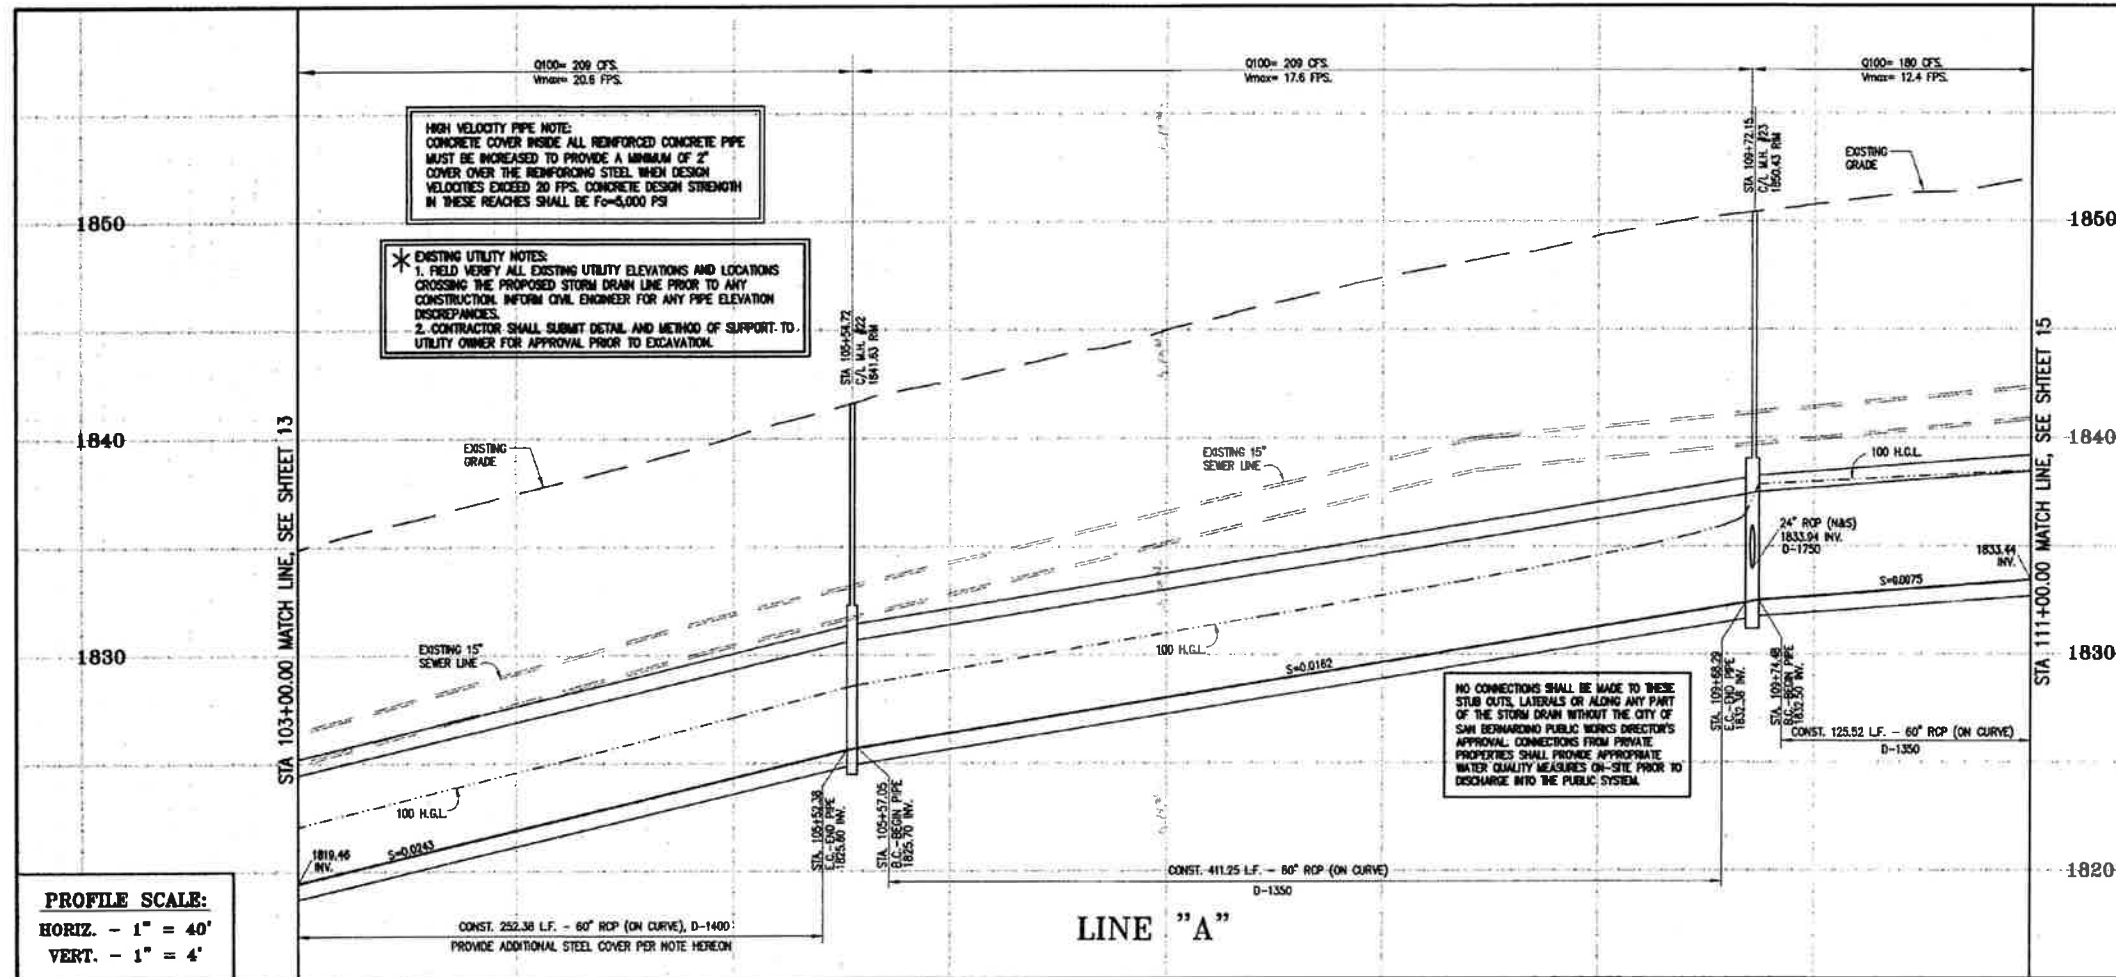 Q100= 209 CFS.
Vmax= 20.6 FPS.
Q100= 209 CFS.
Vmax= 17.6 FPS.
Q100= 180 CFS.
Vmax= 12.4 FPS.
HIGH VELOCITY PIPE NOTE:
CONCRETE COVER INSIDE ALL REINFORCED CONCRETE PIPE
MUST BE INCREASED TO PROVIDE A MINIMUM OF 2"
COVER OVER THE REINFORCING STEEL WHEN DESIGN
VELOCITIES EXCEED 20 FPS. CONCRETE DESIGN STRENGTH
IN THESE REACHES SHALL BE Fc=5,000 PSI
* EXISTING UTILITY NOTES:
1. FIELD VERIFY ALL EXISTING UTILITY ELEVATIONS AND LOCATIONS
CROSSING THE PROPOSED STORM DRAIN LINE PRIOR TO ANY
CONSTRUCTION. INFORM CIVIL ENGINEER FOR ANY PIPE ELEVATION
DISCREPANCIES.
2. CONTRACTOR SHALL SUBMIT DETAIL AND METHOD OF SUPPORT TO
UTILITY OWNER FOR APPROVAL PRIOR TO EXCAVATION.
STA 105+54.72
C/L M.H. #22
1841.63 RIM
STA 109+72.15
C/L M.H. #23
1850.43 RIM
EXISTING
GRADE
1850
1850
1840
1840
1830
1830
1820
STA 103+00.00 MATCH LINE, SEE SHTEET 13
STA 111+00.00 MATCH LINE, SEE SHTEET 15
EXISTING
GRADE
EXISTING 15"
SEWER LINE
EXISTING 15"
SEWER LINE
100 H.G.L.
100 H.G.L.
100 H.G.L.
24" RCP (N&S)
1833.94 INV.
D-1750
1833.44
INV.
S=0.0075
S=0.0162
S=0.0243
1819.46
INV.
STA. 105+52.38
E.C.-END PIPE
1825.60 INV.
STA. 105+57.05
B.C.-BEGIN PIPE
1825.70 INV.
STA. 109+68.29
E.C.-END PIPE
1832.38 INV.
STA. 109+74.48
B.C.-BEGIN PIPE
1832.50 INV.
NO CONNECTIONS SHALL BE MADE TO THESE
STUB OUTS, LATERALS OR ALONG ANY PART
OF THE STORM DRAIN WITHOUT THE CITY OF
SAN BERNARDINO PUBLIC WORKS DIRECTOR'S
APPROVAL. CONNECTIONS FROM PRIVATE
PROPERTIES SHALL PROVIDE APPROPRIATE
WATER QUALITY MEASURES ON-SITE PRIOR TO
DISCHARGE INTO THE PUBLIC SYSTEM.
CONST. 125.52 L.F. - 60" RCP (ON CURVE)
D-1350
CONST. 411.25 L.F. - 60" RCP (ON CURVE)
D-1350
CONST. 252.38 L.F. - 60" RCP (ON CURVE), D-1400
PROVIDE ADDITIONAL STEEL COVER PER NOTE HEREON
LINE "A"
PROFILE SCALE:
HORIZ. - 1" = 40'
VERT. - 1" = 4'